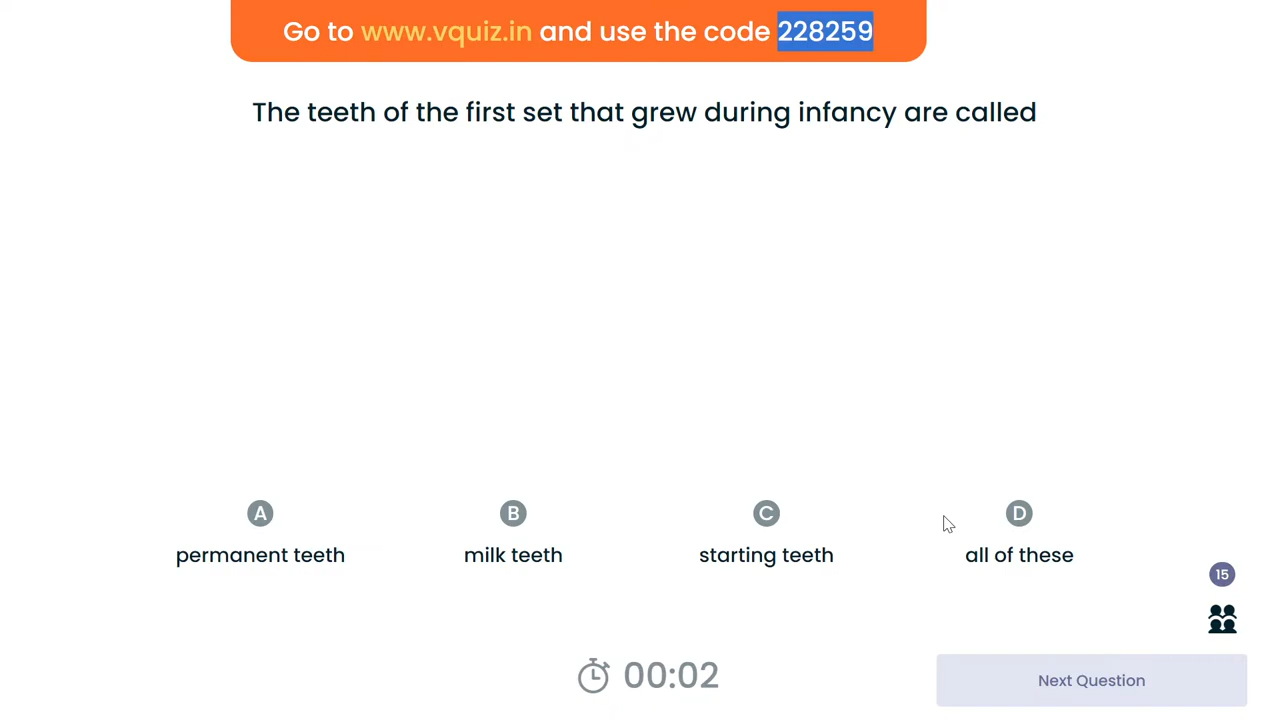 Go to www.vquiz.in and use the code 228259
The teeth of the first set that grew during infancy are called
A
permanent teeth
B
milk teeth
C
starting teeth
D
all of these
15
00:02
Next Question